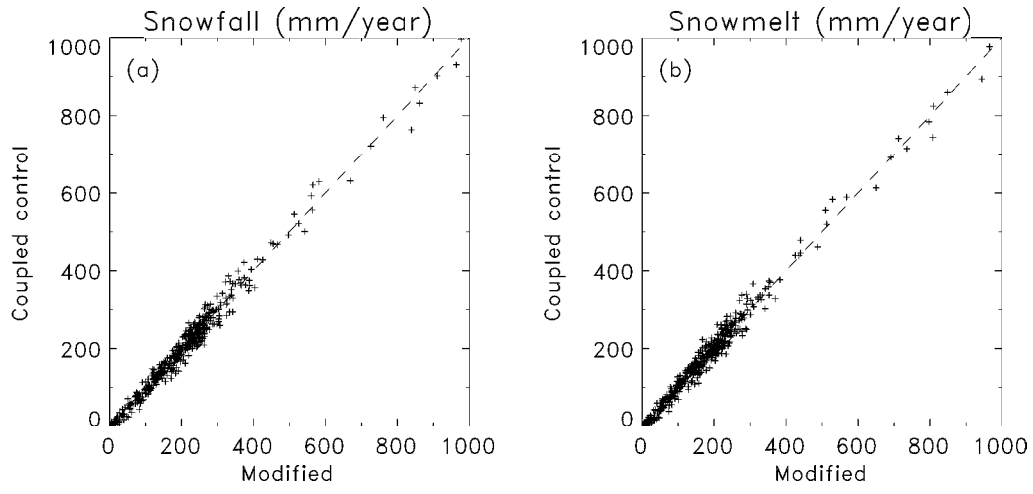 Snowfall (mm/year)
(a)
1000
800
600
400
200
0
Coupled control
0 200 400 600 800 1000
Modified
Snowmelt (mm/year)
(b)
1000
800
600
400
200
0
Coupled control
0 200 400 600 800 1000
Modified